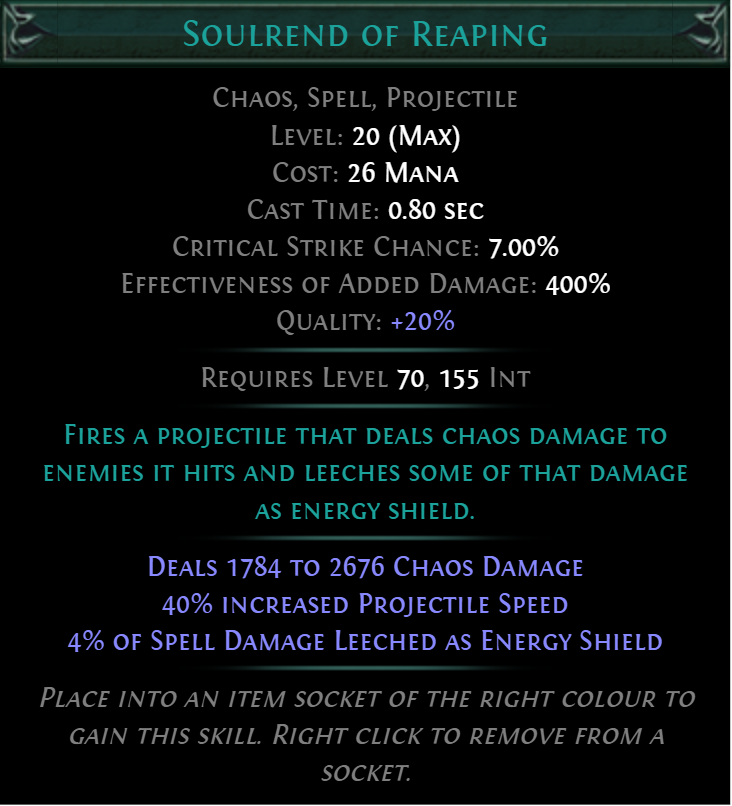 Soulrend of Reaping
Chaos, Spell, Projectile
Level: 20 (Max)
Cost: 26 Mana
Cast Time: 0.80 sec
Critical Strike Chance: 7.00%
Effectiveness of Added Damage: 400%
Quality: +20%
Requires Level 70, 155 Int
Fires a projectile that deals chaos damage to
enemies it hits and leeches some of that damage
as energy shield.
Deals 1784 to 2676 Chaos Damage
40% increased Projectile Speed
4% of Spell Damage Leeched as Energy Shield
Place into an item socket of the right colour to
gain this skill. Right click to remove from a
socket.